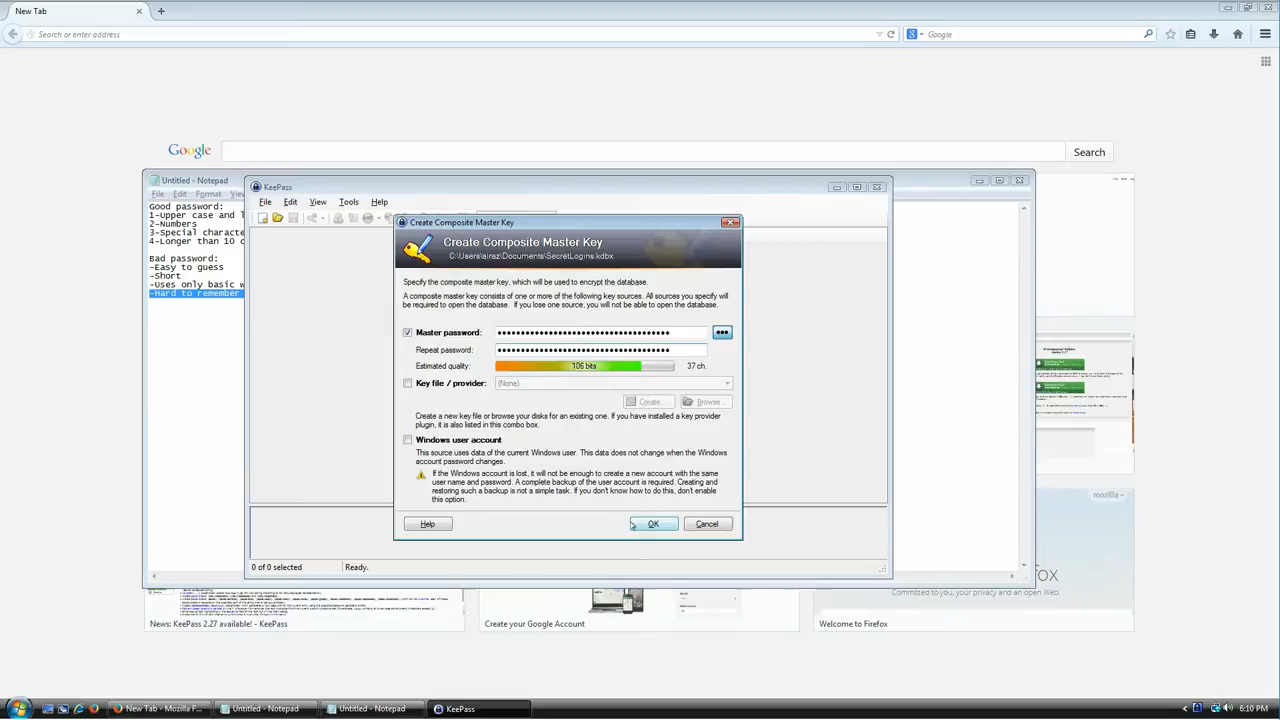 New Tab
Search or enter address
Google
Google
Search
Untitled - Notepad
File Edit Format
Good password:
1-Upper case and
2-Numbers
3-Special characte
4-Longer than 10
Bad password:
-Easy to guess
-Short
-Uses only basic
-Hard to remember
KeePass
File Edit View Tools Help
Create Composite Master Key
Create Composite Master Key
C:\Users\alraz\Documents\SecretLogins.kdbx
Specify the composite master key, which will be used to encrypt the database.
A composite master key consists of one or more of the following key sources. All sources you specify will
be required to open the database. If you lose one source, you will not be able to open the database.
Master password:
Repeat password:
Estimated quality: 106 bits 37 ch.
Key file / provider: (None)
Create... Browse...
Create a new key file or browse your disks for an existing one. If you have installed a key provider
plugin, it is also listed in this combo box.
Windows user account
This source uses data of the current Windows user. This data does not change when the Windows
account password changes.
If the Windows account is lost, it will not be enough to create a new account with the same
user name and password. A complete backup of the user account is required. Creating and
restoring such a backup is not a simple task. If you don't know how to do this, don't enable
this option.
Help OK Cancel
0 of 0 selected Ready.
mozilla
Committed to you, your privacy and an open Web.
News: KeePass 2.27 available! - KeePass
Create your Google Account
Welcome to Firefox
New Tab - Mozilla F...
Untitled - Notepad
Untitled - Notepad
KeePass
6:10 PM